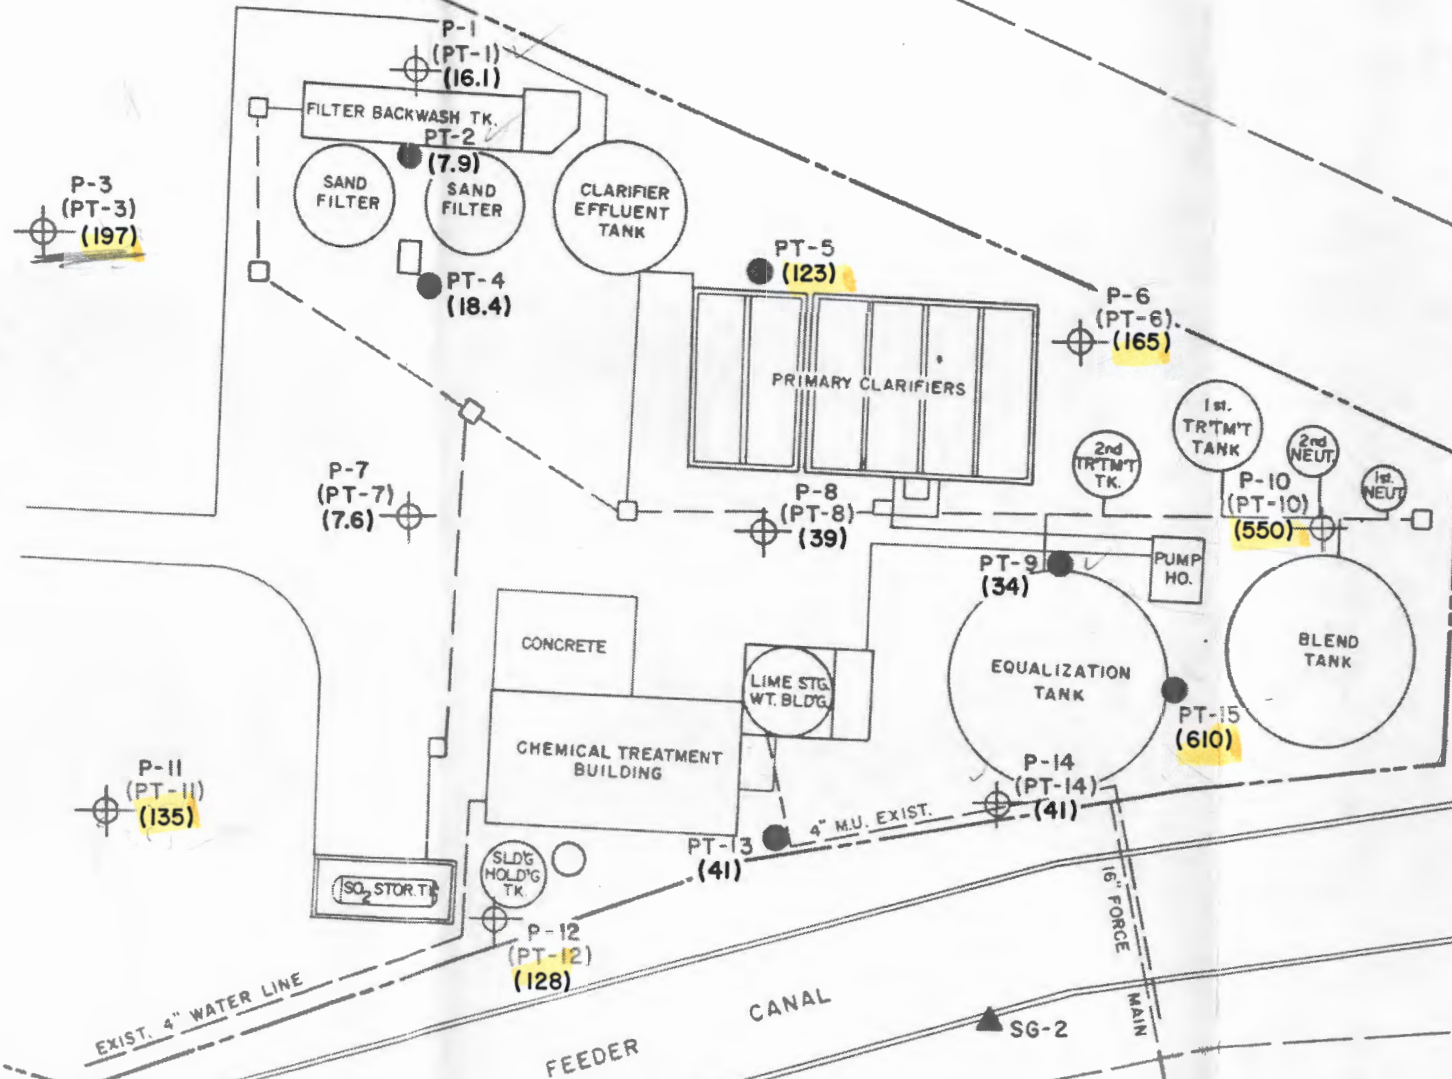 P-1
(PT-1)
(16.1)
FILTER BACKWASH TK.
PT-2
(7.9)
SAND
FILTER
SAND
FILTER
CLARIFIER
EFFLUENT
TANK
P-3
(PT-3)
(197)
PT-4
(18.4)
PT-5
(123)
P-6
(PT-6)
(165)
PRIMARY CLARIFIERS
1st.
TR'TM'T
TANK
2nd
TR'TM'T
TK.
2nd
NEUT.
1st.
NEUT
P-7
(PT-7)
(7.6)
P-8
(PT-8)
(39)
P-10
(PT-10)
(550)
PT-9
(34)
PUMP
HO.
CONCRETE
LIME STG.
WT. BLD'G.
EQUALIZATION
TANK
BLEND
TANK
PT-15
(610)
CHEMICAL TREATMENT
BUILDING
P-11
(PT-11)
(135)
P-14
(PT-14)
(41)
4" M.U. EXIST.
PT-13
(41)
SLD'G
HOLD'G
TK.
SO2 STOR. TK
P-12
(PT-12)
(128)
16" FORCE MAIN
EXIST. 4" WATER LINE
FEEDER CANAL
SG-2